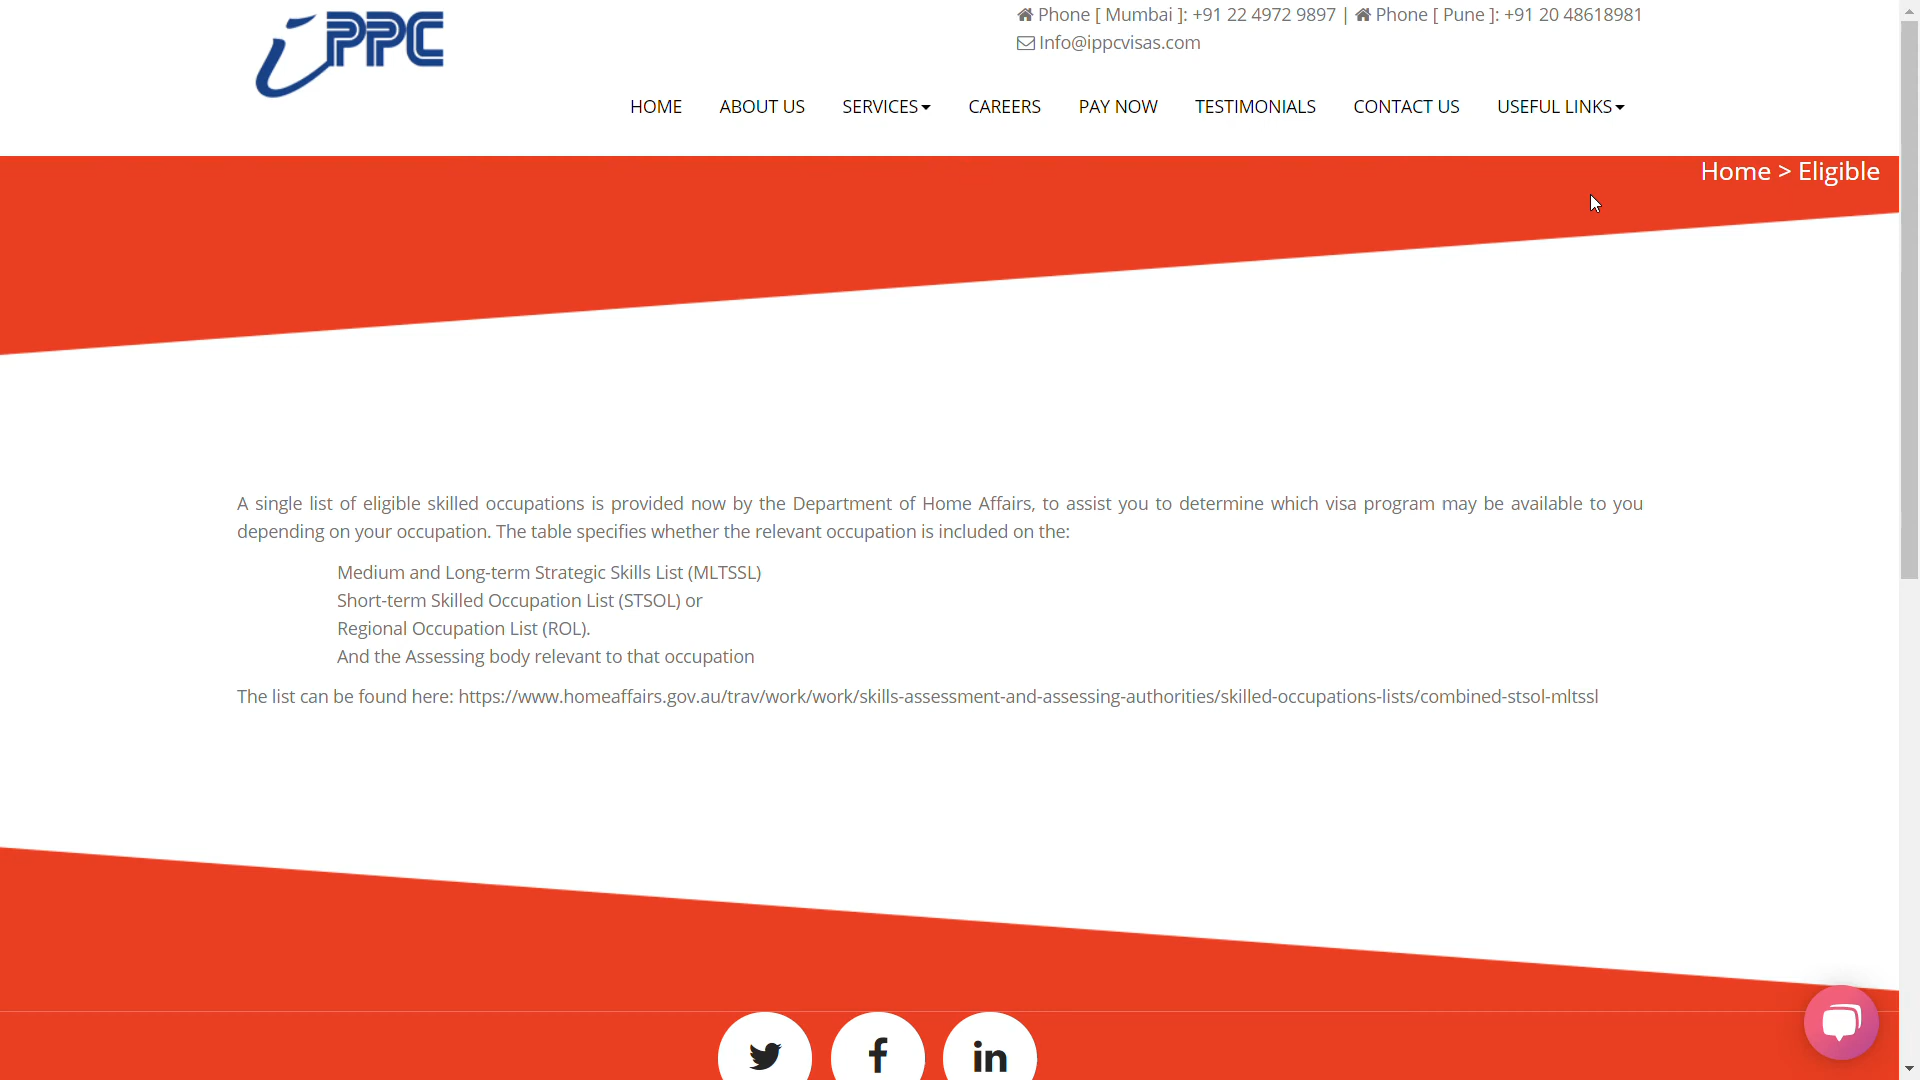 iPPC
Phone [ Mumbai ]: +91 22 4972 9897 | Phone [ Pune ]: +91 20 48618981
Info@ippcvisas.com
HOME ABOUT US SERVICES CAREERS PAY NOW TESTIMONIALS CONTACT US USEFUL LINKS
Home > Eligible
A single list of eligible skilled occupations is provided now by the Department of Home Affairs, to assist you to determine which visa program may be available to you
depending on your occupation. The table specifies whether the relevant occupation is included on the:
Medium and Long-term Strategic Skills List (MLTSSL)
Short-term Skilled Occupation List (STSOL) or
Regional Occupation List (ROL).
And the Assessing body relevant to that occupation
The list can be found here: https://www.homeaffairs.gov.au/trav/work/work/skills-assessment-and-assessing-authorities/skilled-occupations-lists/combined-stsol-mltssl